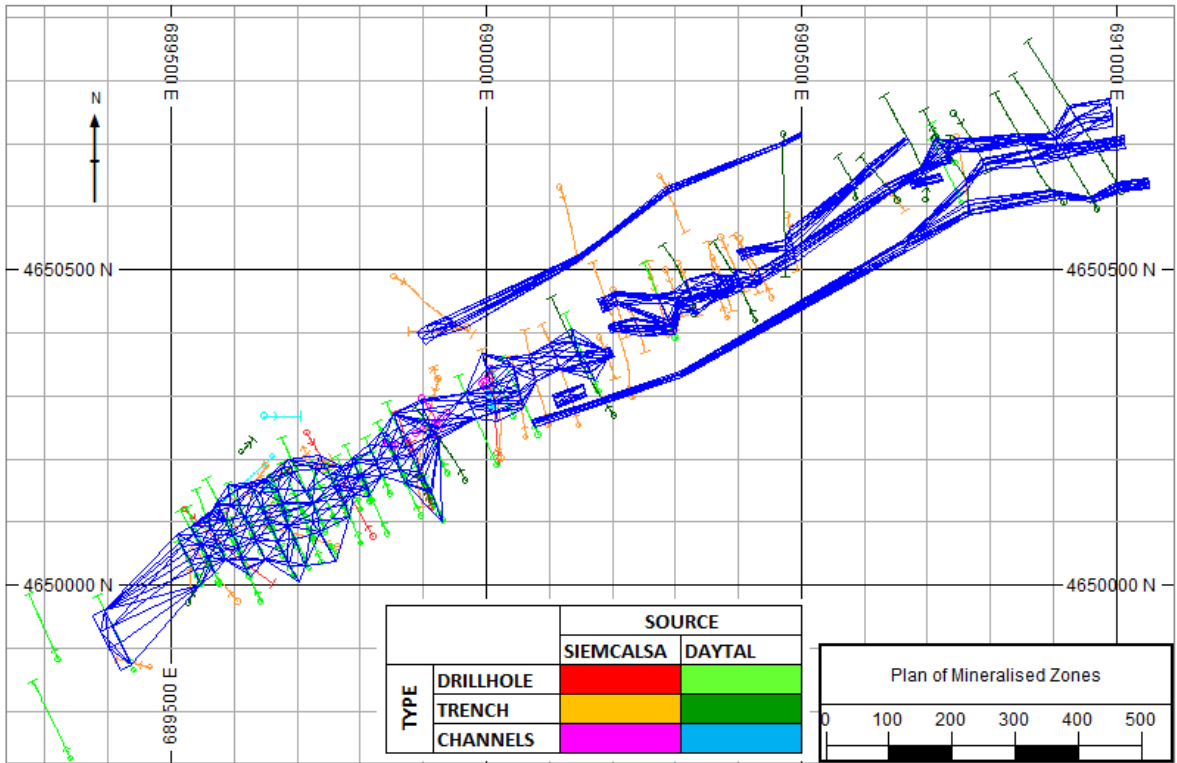 689500 E
690000 E
690500 E
691000 E
N
4650500 N
4650500 N
4650000 N
4650000 N
689500 E
SOURCE
SIEMCALSA DAYTAL
TYPE
DRILLHOLE
TRENCH
CHANNELS
Plan of Mineralised Zones
0 100 200 300 400 500